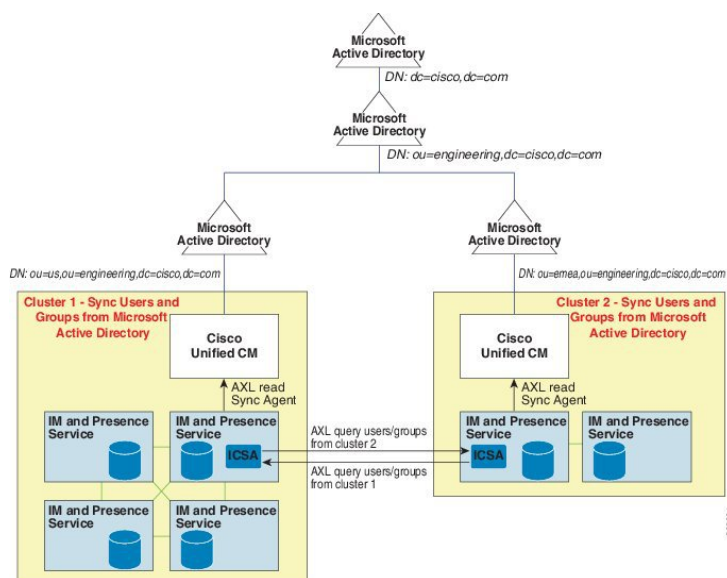 Microsoft
Active Directory
DN: dc=cisco,dc=com
Microsoft
Active Directory
DN: ou=engineering,dc=cisco,dc=com
Microsoft
Active Directory
DN: ou=us,ou=engineering,dc=cisco,dc=com
Microsoft
Active Directory
DN: ou=emea,ou=engineering,dc=cisco,dc=com
Cluster 1 - Sync Users and
Groups from Microsoft
Active Directory
Cisco
Unified CM
AXL read
Sync Agent
IM and Presence
Service
IM and Presence
Service
ICSA
IM and Presence
Service
IM and Presence
Service
AXL query users/groups
from cluster 2
AXL query users/groups
from cluster 1
Cluster 2 - Sync Users and
Groups from Microsoft
Active Directory
Cisco
Unified CM
AXL read
Sync Agent
IM and Presence
Service
ICSA
IM and Presence
Service